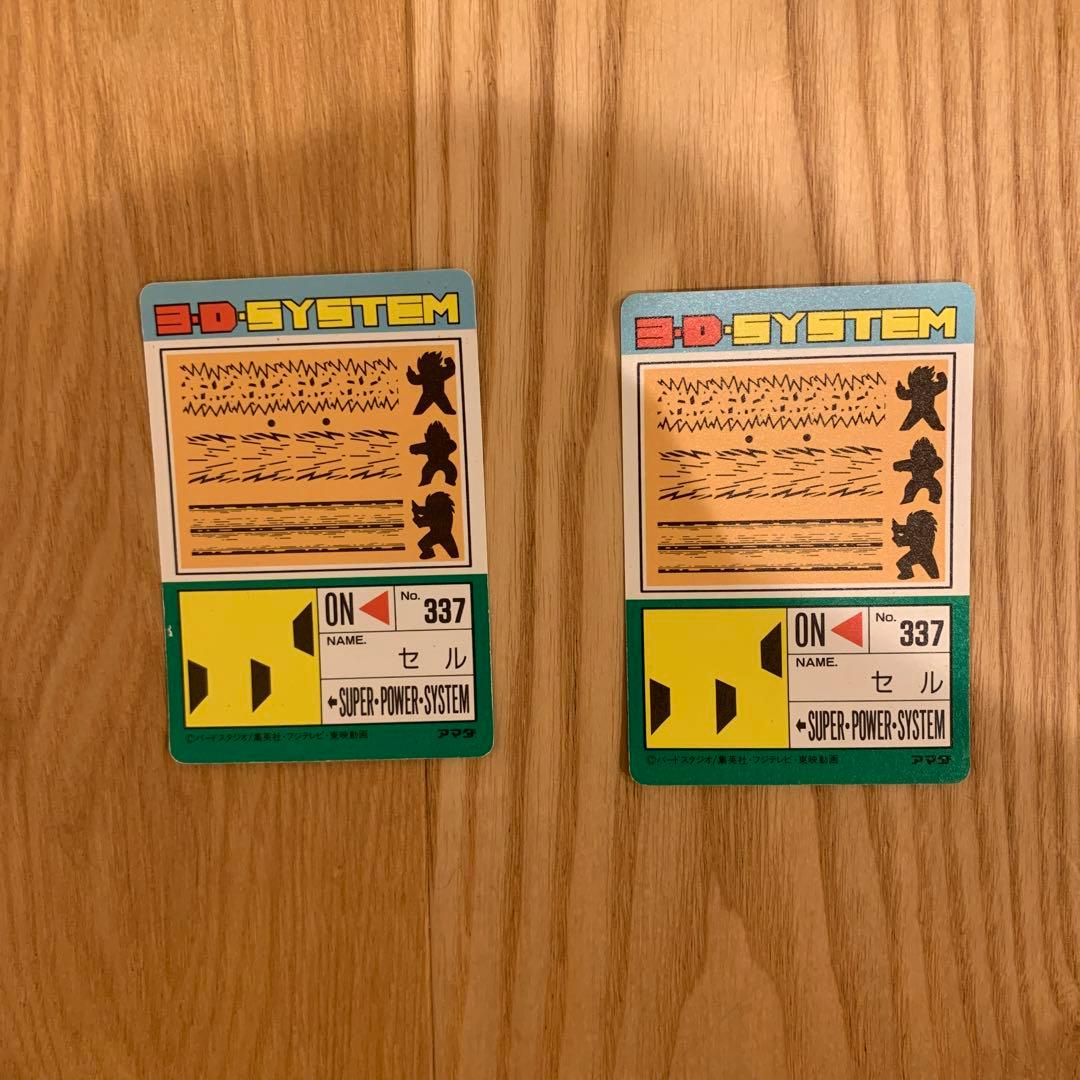 3·D·SYSTEM
ON
No. 337
NAME.
セル
SUPER·POWER·SYSTEM
©バードスタジオ/集英社・フジテレビ・東映動画
アマダ
3·D·SYSTEM
ON
No. 337
NAME.
セル
SUPER·POWER·SYSTEM
©バードスタジオ/集英社・フジテレビ・東映動画
アマダ